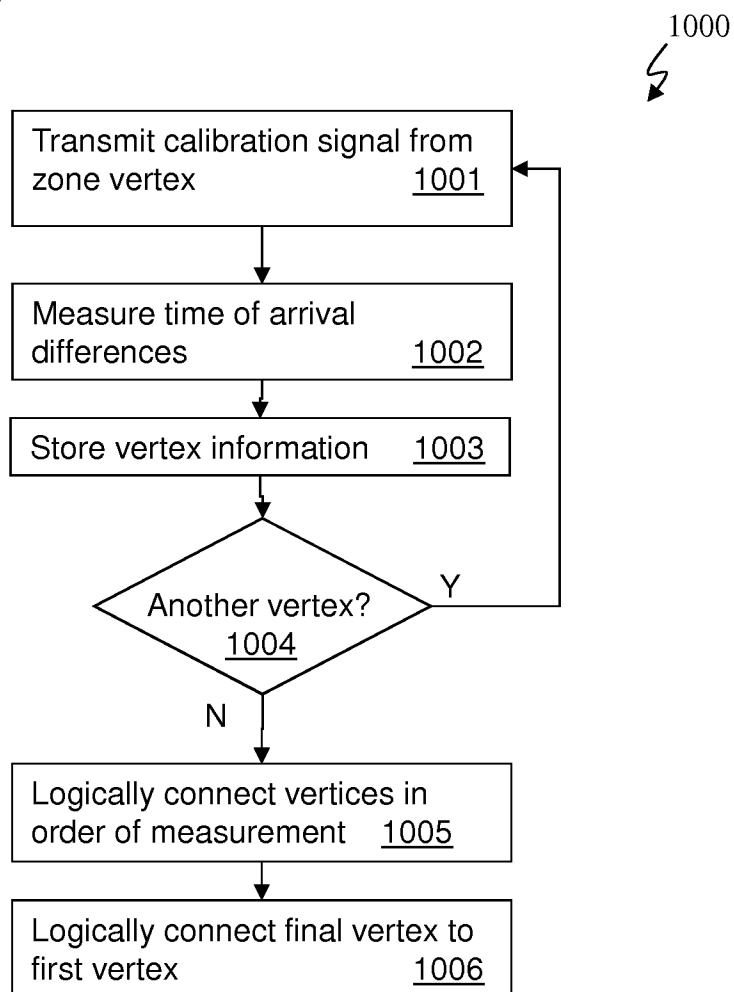 1000
Transmit calibration signal from
zone vertex 1001
Measure time of arrival
differences 1002
Store vertex information 1003
Another vertex?
1004
Y
N
Logically connect vertices in
order of measurement 1005
Logically connect final vertex to
first vertex 1006